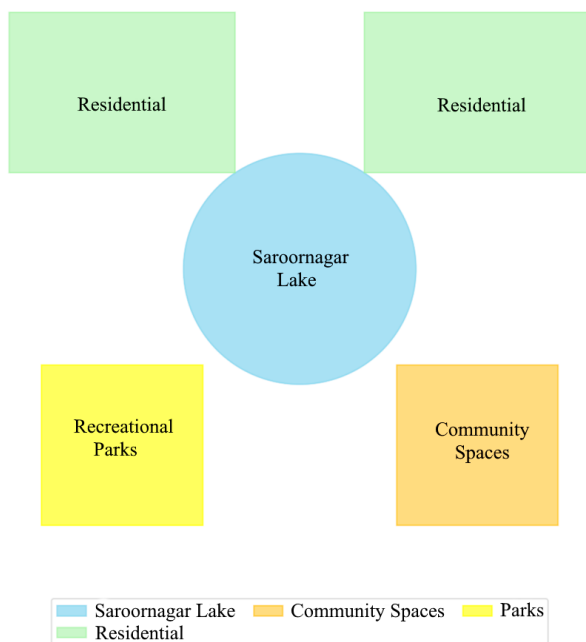 Residential
Residential
Saroornagar
Lake
Recreational
Parks
Community
Spaces
Saroornagar Lake
Community Spaces
Parks
Residential